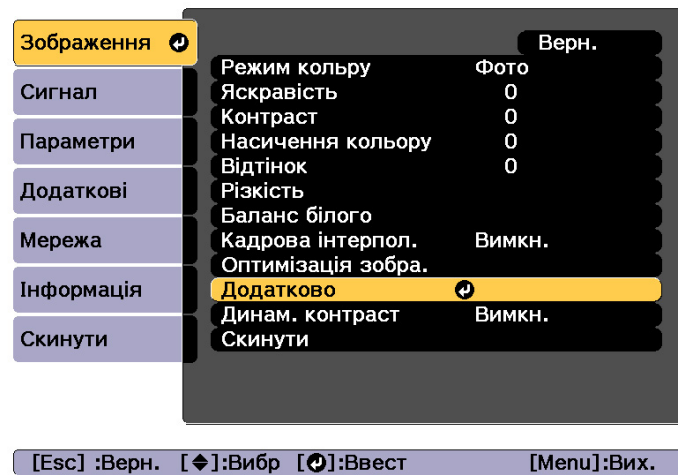 Зображення
Сигнал
Параметри
Додаткові
Мережа
Інформація
Скинути
Верн.
Режим кольру Фото
Яскравість 0
Контраст 0
Насичення кольору 0
Відтінок 0
Різкість
Баланс білого
Кадрова інтерпол. Вимкн.
Оптимізація зобра.
Додатково
Динам. контраст Вимкн.
Скинути
[Esc] :Верн. [◆]:Вибр [⏎]:Ввест [Menu]:Вих.